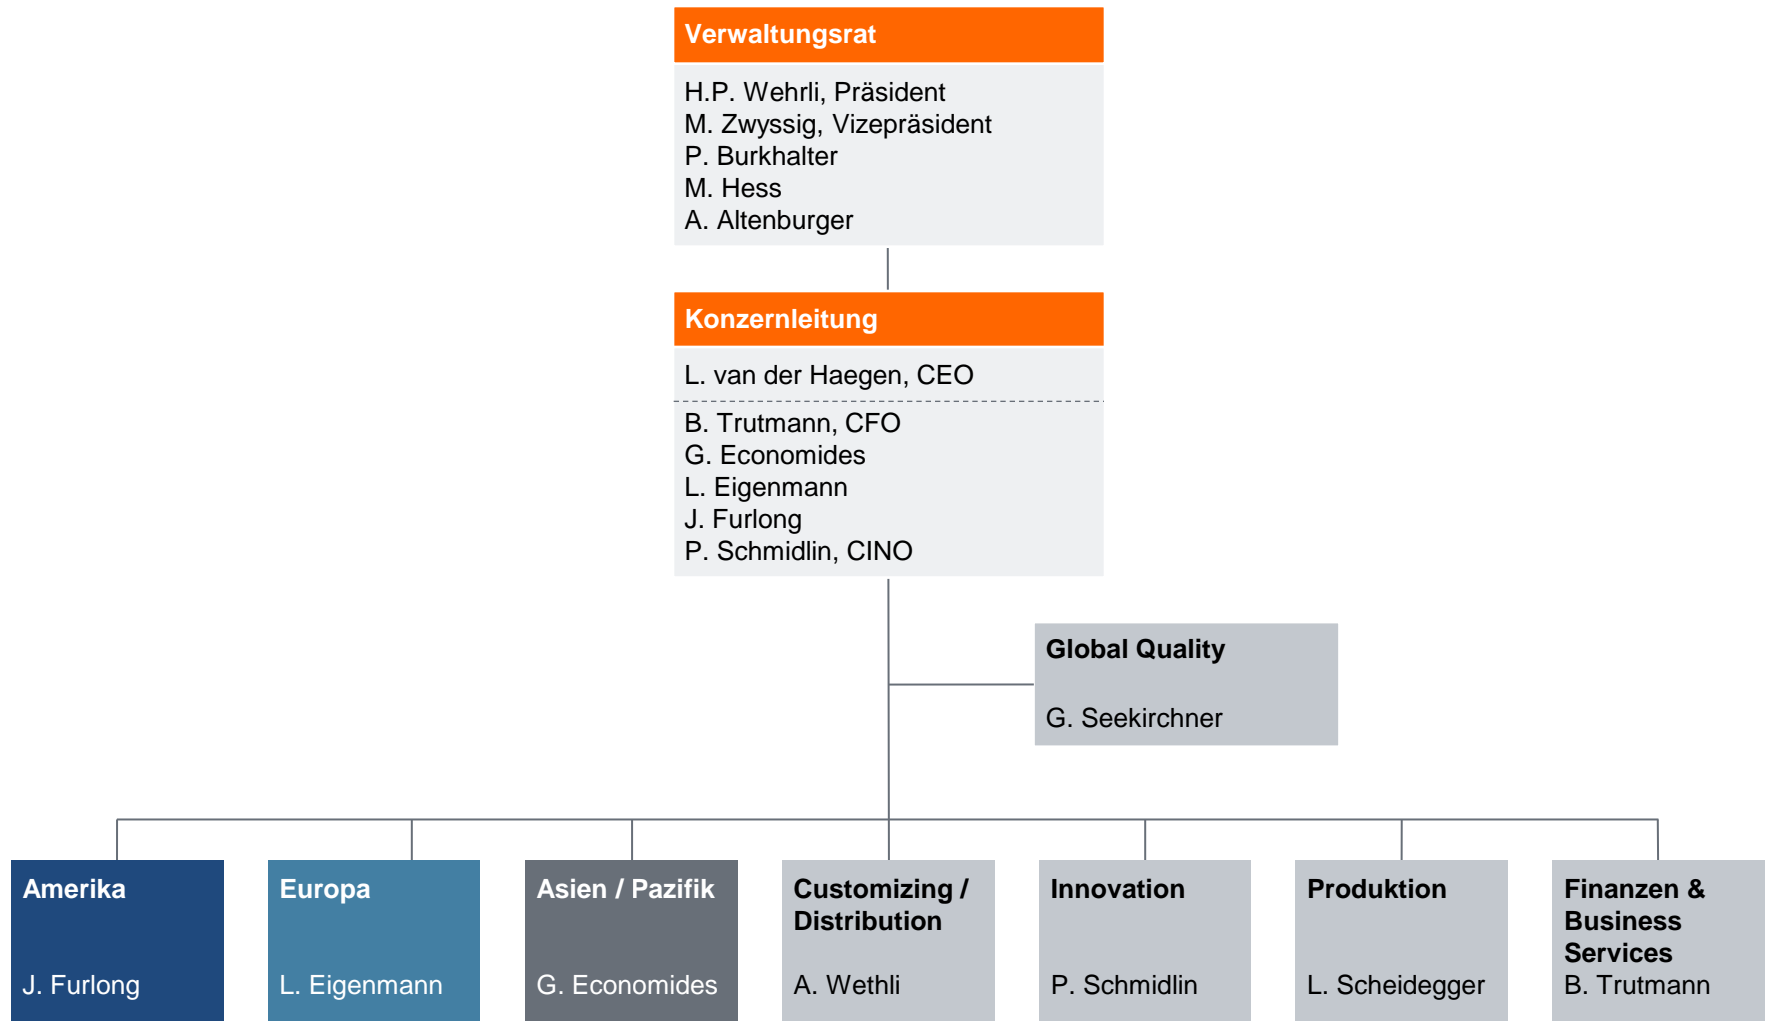 Verwaltungsrat
H.P. Wehrli, Präsident
M. Zwyssig, Vizepräsident
P. Burkhalter
M. Hess
A. Altenburger
Konzernleitung
L. van der Haegen, CEO
B. Trutmann, CFO
G. Economides
L. Eigenmann
J. Furlong
P. Schmidlin, CINO
Global Quality
G. Seekirchner
Amerika
J. Furlong
Europa
L. Eigenmann
Asien / Pazifik
G. Economides
Customizing /
Distribution
A. Wethli
Innovation
P. Schmidlin
Produktion
L. Scheidegger
Finanzen &
Business
Services
B. Trutmann